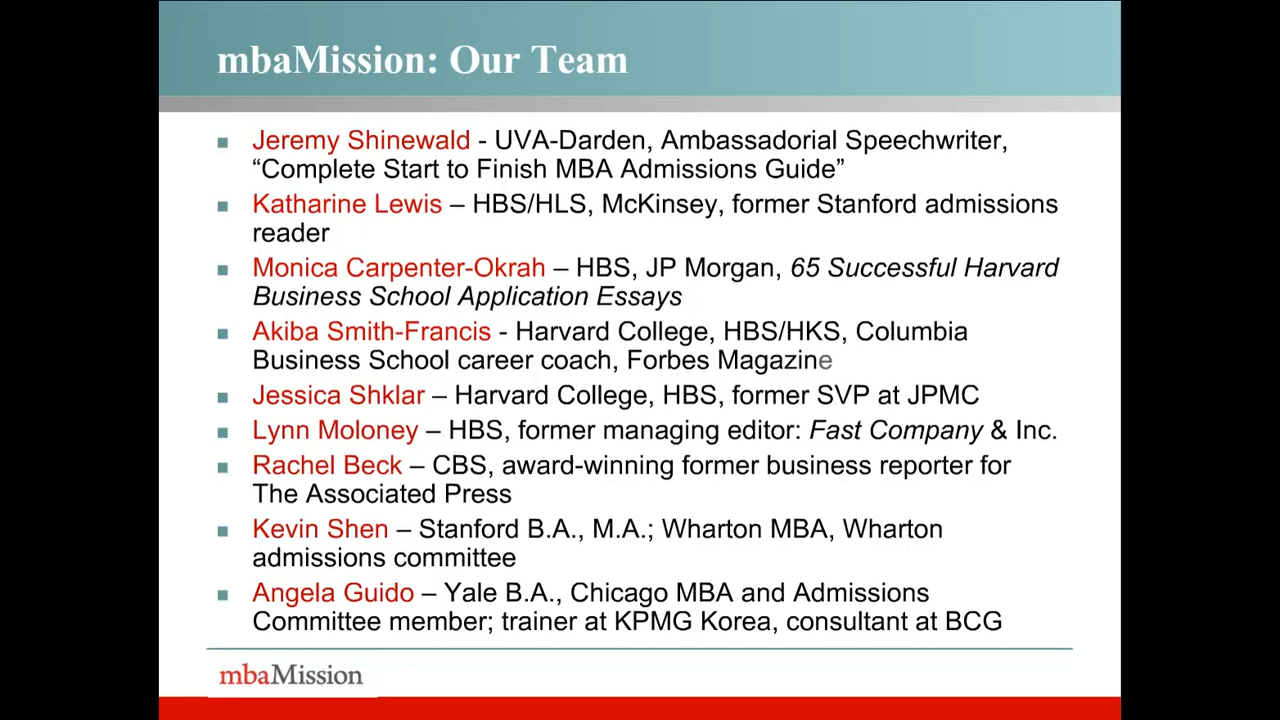 mbaMission: Our Team
Jeremy Shinewald - UVA-Darden, Ambassadorial Speechwriter,
“Complete Start to Finish MBA Admissions Guide”
Katharine Lewis – HBS/HLS, McKinsey, former Stanford admissions
reader
Monica Carpenter-Okrah – HBS, JP Morgan, 65 Successful Harvard
Business School Application Essays
Akiba Smith-Francis - Harvard College, HBS/HKS, Columbia
Business School career coach, Forbes Magazine
Jessica Shklar – Harvard College, HBS, former SVP at JPMC
Lynn Moloney – HBS, former managing editor: Fast Company & Inc.
Rachel Beck – CBS, award-winning former business reporter for
The Associated Press
Kevin Shen – Stanford B.A., M.A.; Wharton MBA, Wharton
admissions committee
Angela Guido – Yale B.A., Chicago MBA and Admissions
Committee member; trainer at KPMG Korea, consultant at BCG
mbaMission